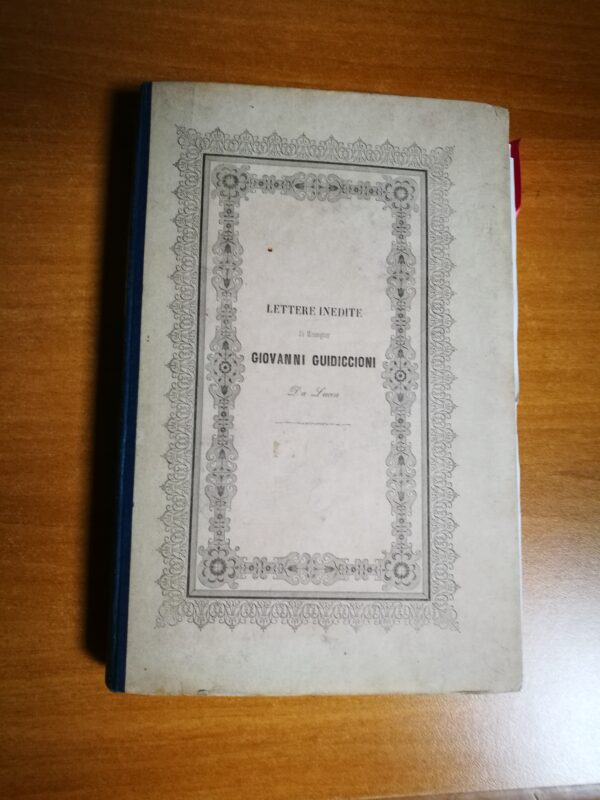 LETTERE INEDITE
Di Monsignor
GIOVANNI GUIDICCIONI
Da Lucca